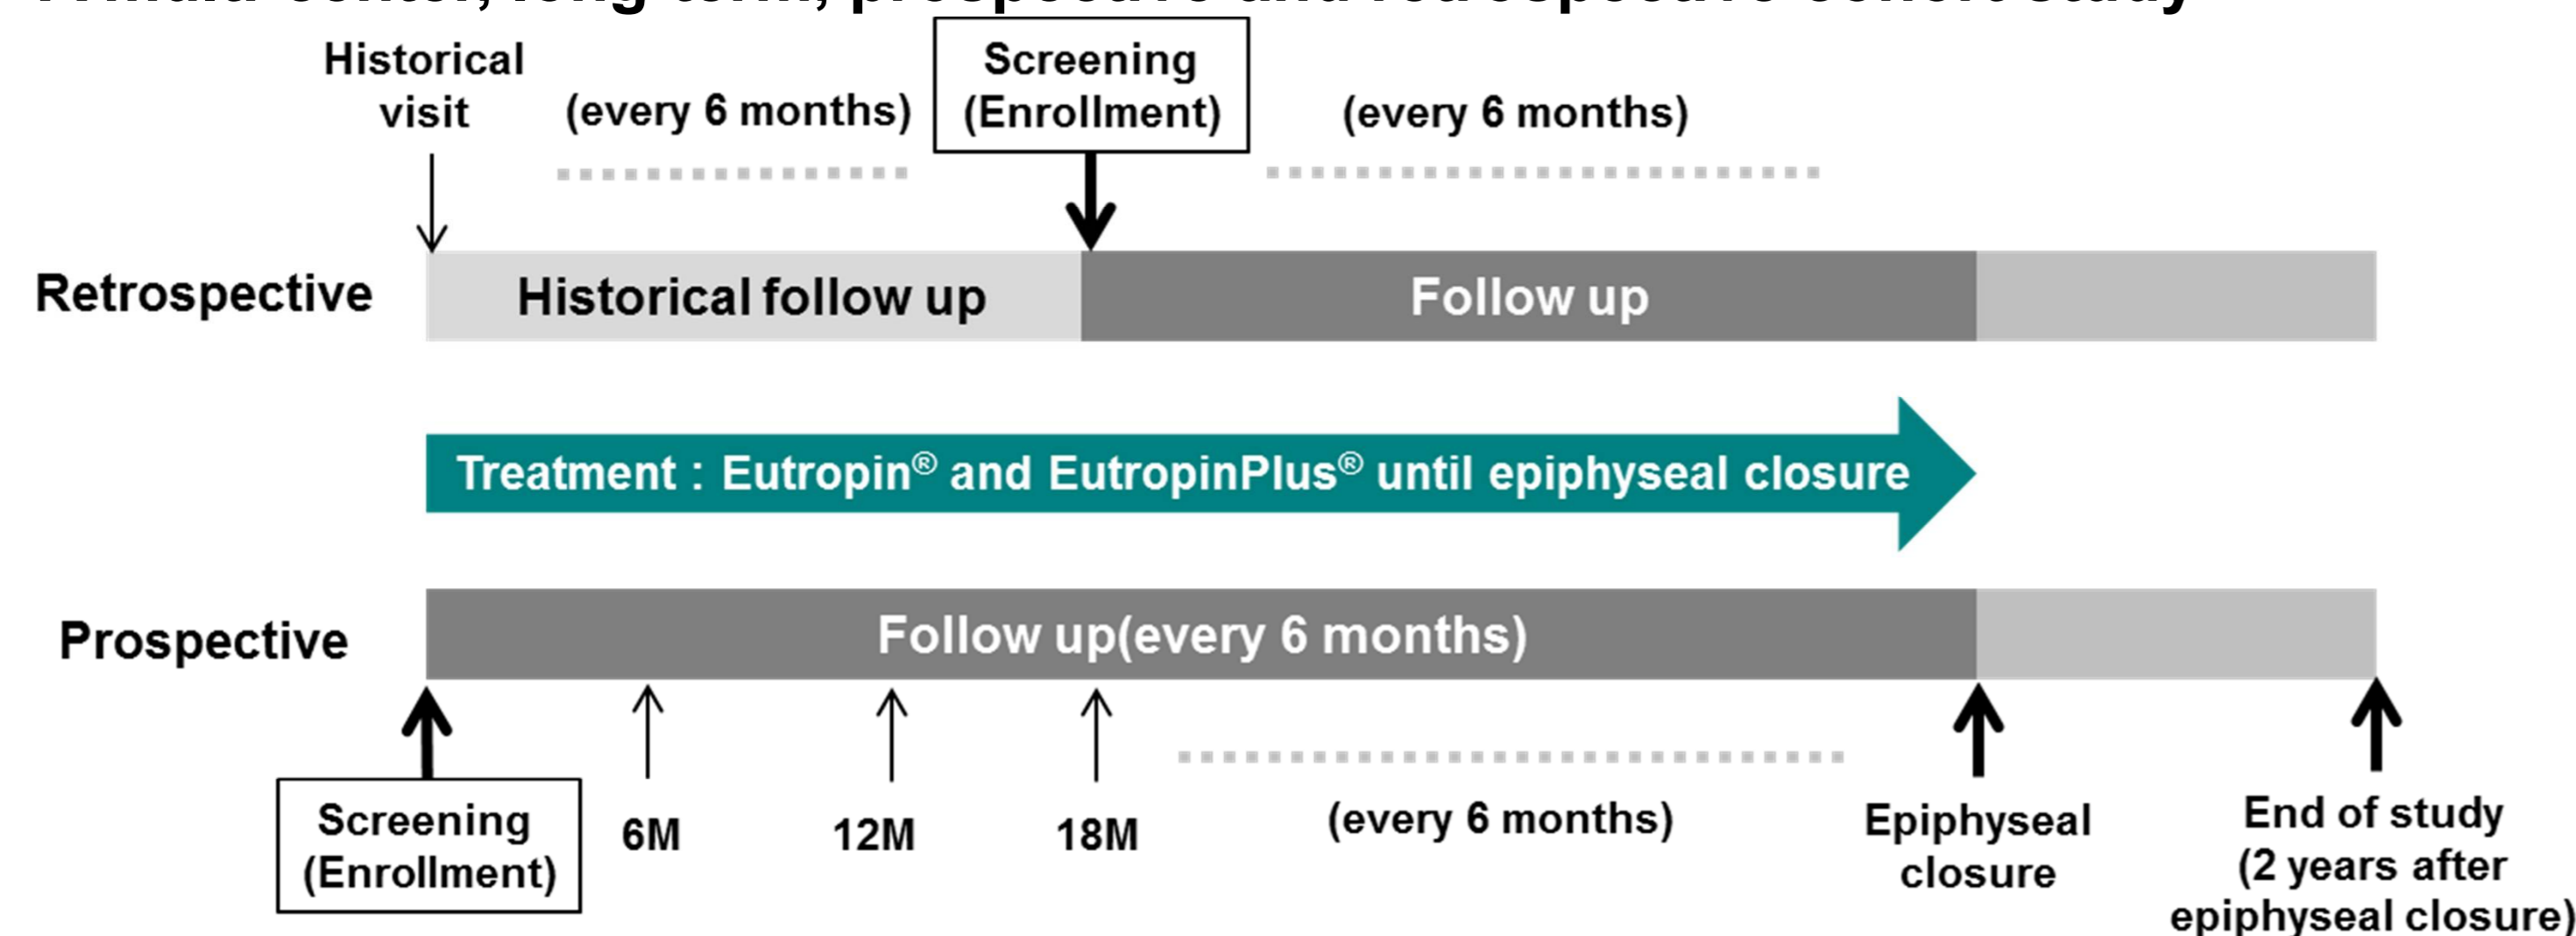 Historical
visit
(every 6 months)
Screening
(Enrollment)
(every 6 months)
Retrospective
Historical follow up
Follow up
Treatment : Eutropin® and EutropinPlus® until epiphyseal closure
Prospective
Follow up(every 6 months)
Screening
(Enrollment)
6M
12M
18M
(every 6 months)
Epiphyseal
closure
End of study
(2 years after
epiphyseal closure)